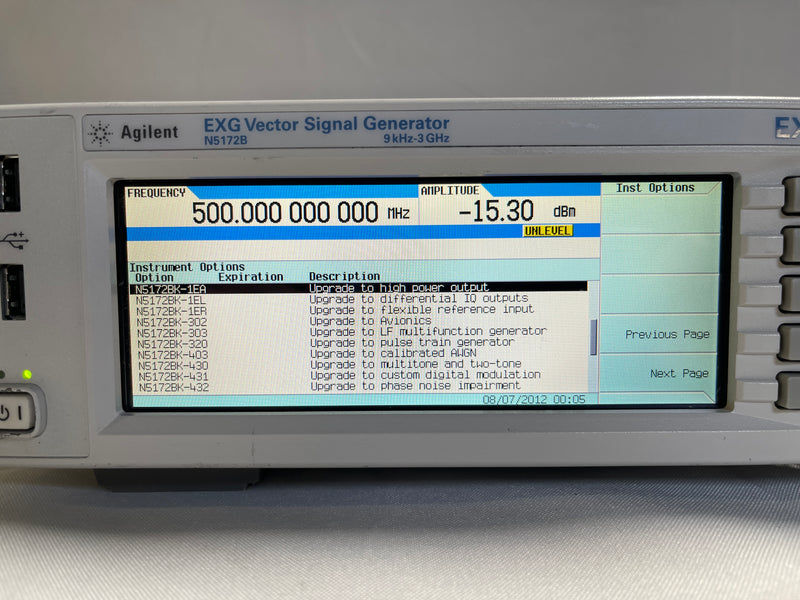 Agilent
EXG Vector Signal Generator
N5172B 9 kHz-3 GHz
EX
FREQUENCY
500.000 000 000 MHz
AMPLITUDE
-15.30 dBm
UNLEVEL
Inst Options
Instrument Options
Option Expiration Description
N5172BK-1EA Upgrade to high power output
N5172BK-1EL Upgrade to differential IQ outputs
N5172BK-1ER Upgrade to flexible reference input
N5172BK-302 Upgrade to Avionics
N5172BK-303 Upgrade to LF multifunction generator
N5172BK-320 Upgrade to pulse train generator
N5172BK-403 Upgrade to calibrated AWGN
N5172BK-430 Upgrade to multitone and two-tone
N5172BK-431 Upgrade to custom digital modulation
N5172BK-432 Upgrade to phase noise impairment
Previous Page
Next Page
08/07/2012 00:05